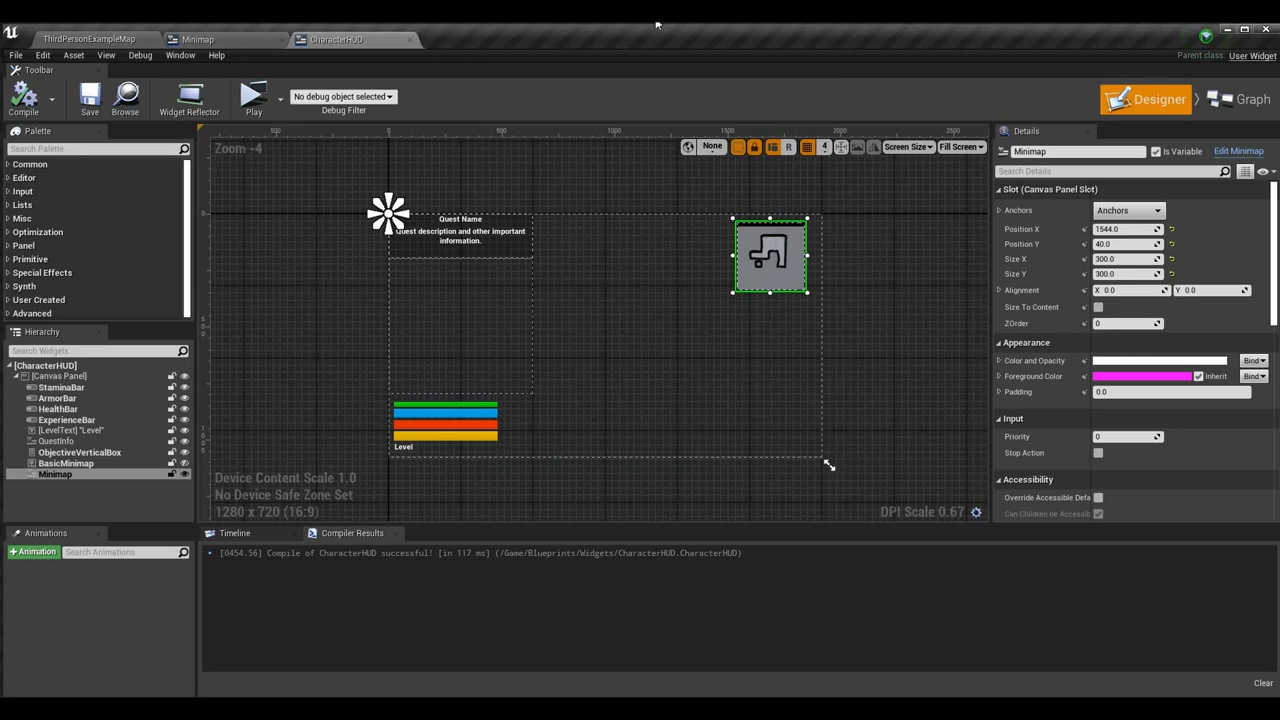 ThirdPersonExampleMap Minimap CharacterHUD
Parent class: User Widget
File Edit Asset View Debug Window Help
Toolbar
Compile Save Browse Widget Reflector Play No debug object selected Debug Filter Designer Graph
Palette
Search Palette
Common
Editor
Input
Lists
Misc
Optimization
Panel
Primitive
Special Effects
Synth
User Created
Advanced
Hierarchy
Search Widgets
[CharacterHUD]
[Canvas Panel]
StaminaBar
ArmorBar
HealthBar
ExperienceBar
[LevelText] "Level"
QuestInfo
ObjectiveVerticalBox
BasicMinimap
Minimap
Animations
+Animation Search Animations
500 0 500 1000 1500 2000 2500
Zoom -4
None R 4 Screen Size Fill Screen
0
Quest Name
Quest description and other important
information.
Level
Device Content Scale 1.0
No Device Safe Zone Set
1280 x 720 (16:9)
DPI Scale 0.67
Timeline Compiler Results
[0454.56] Compile of CharacterHUD successful! [in 117 ms] (/Game/Blueprints/Widgets/CharacterHUD.CharacterHUD)
Clear
Details
Minimap Is Variable Edit Minimap
Search Details
Slot (Canvas Panel Slot)
Anchors Anchors
Position X 1544.0
Position Y 40.0
Size X 300.0
Size Y 300.0
Alignment X 0.0 Y 0.0
Size To Content
ZOrder 0
Appearance
Color and Opacity Bind
Foreground Color Inherit Bind
Padding 0.0
Input
Priority 0
Stop Action
Accessibility
Override Accessible Defa
Can Children be Accessib